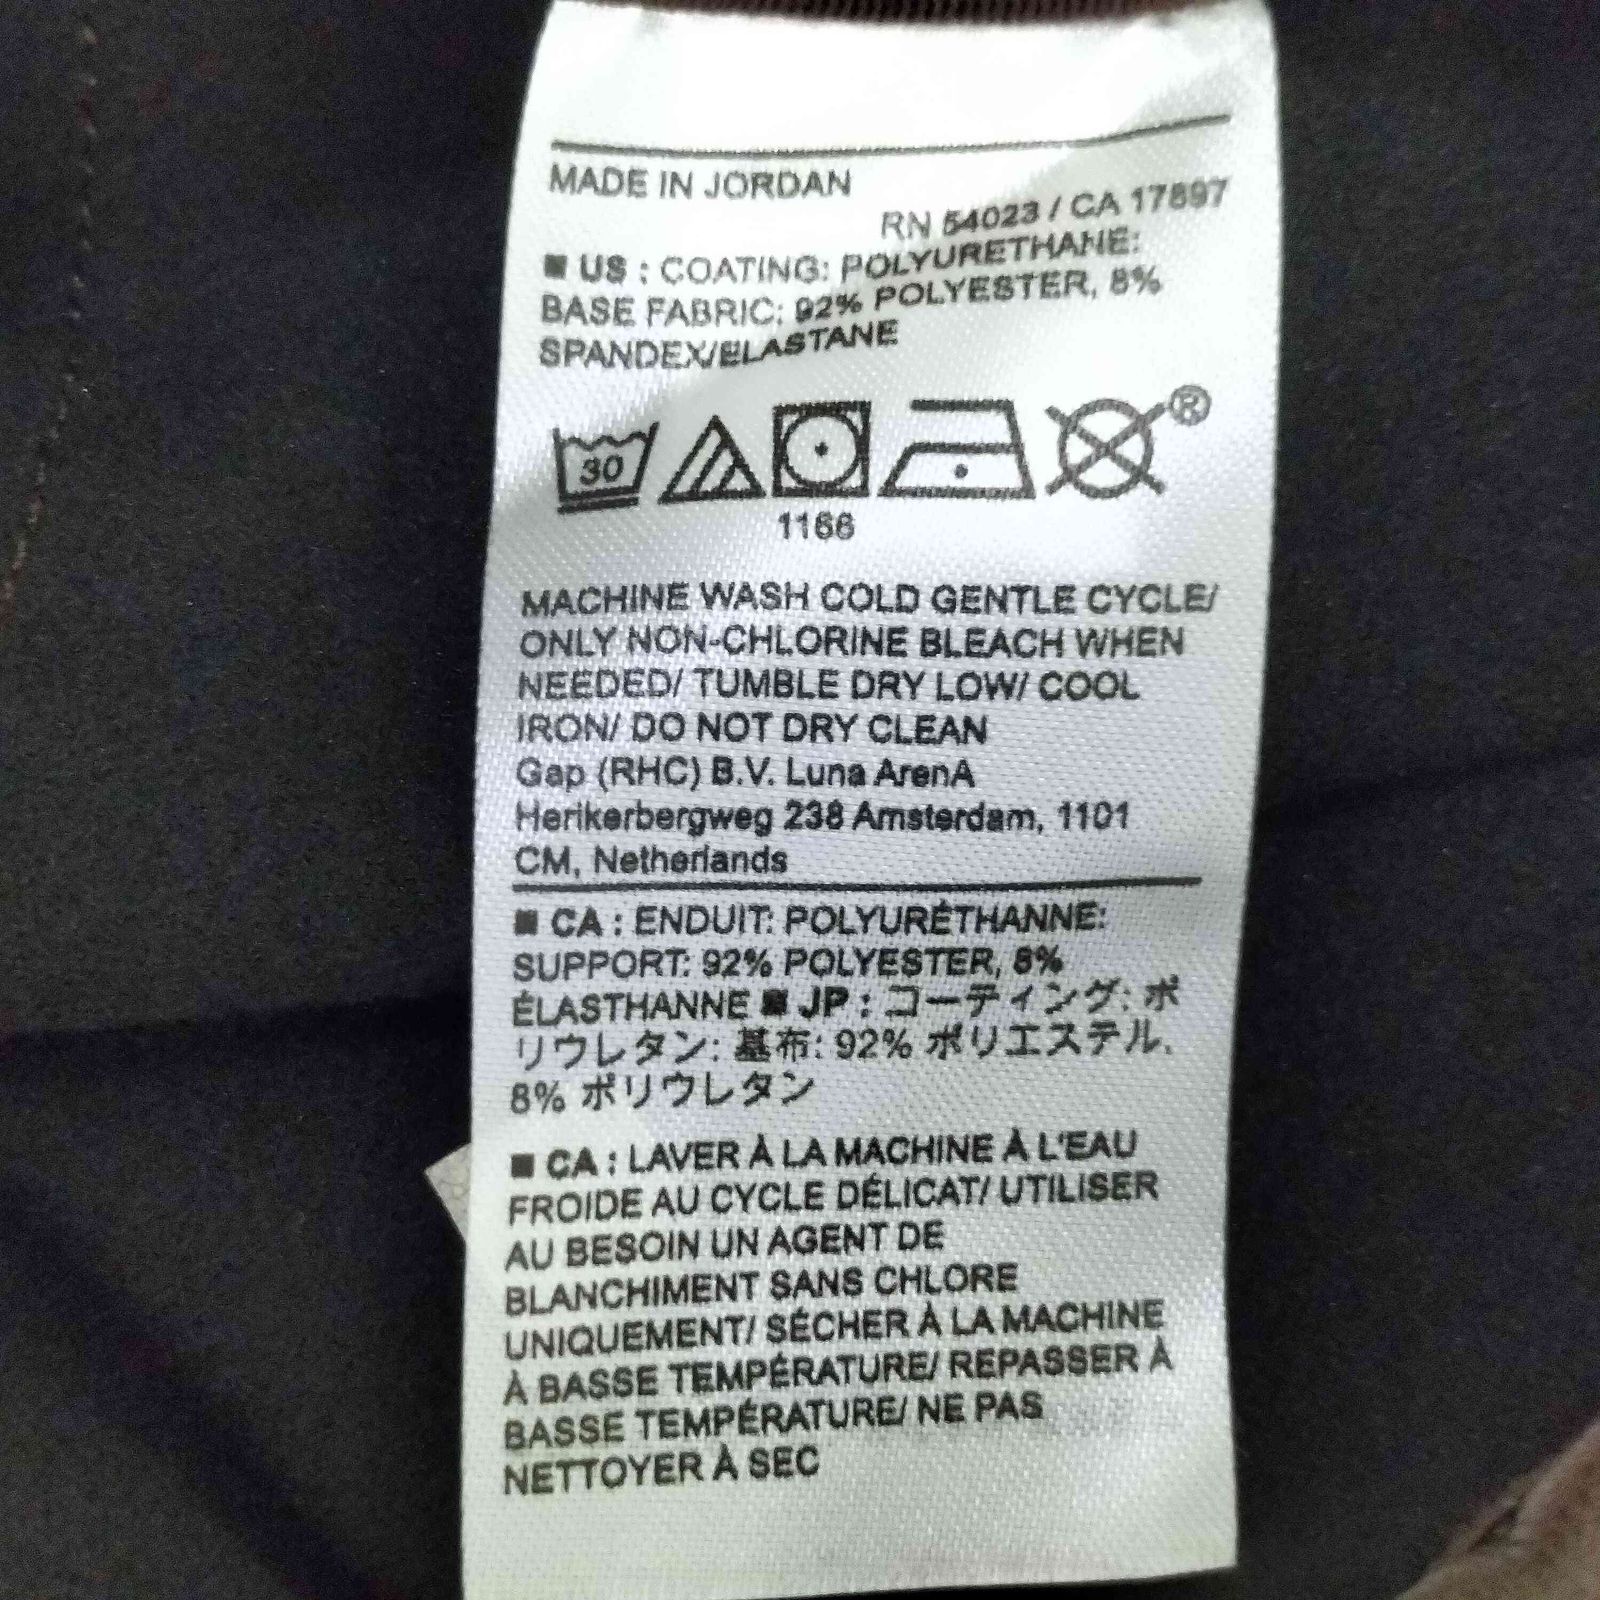 MADE IN JORDAN
RN 54023 / CA 17897
■ US : COATING: POLYURETHANE:
BASE FABRIC: 92% POLYESTER, 8%
SPANDEX/ELASTANE
30
®
1166
MACHINE WASH COLD GENTLE CYCLE/
ONLY NON-CHLORINE BLEACH WHEN
NEEDED/ TUMBLE DRY LOW/ COOL
IRON/ DO NOT DRY CLEAN
Gap (RHC) B.V. Luna ArenA
Herikerbergweg 238 Amsterdam, 1101
CM, Netherlands
■ CA : ENDUIT: POLYURÉTHANNE:
SUPPORT: 92% POLYESTER, 8%
ÉLASTHANNE ■ JP : コーティング: ポ
リウレタン: 基布: 92% ポリエステル,
8% ポリウレタン
■ CA : LAVER À LA MACHINE À L'EAU
FROIDE AU CYCLE DÉLICAT/ UTILISER
AU BESOIN UN AGENT DE
BLANCHIMENT SANS CHLORE
UNIQUEMENT/ SÉCHER À LA MACHINE
À BASSE TEMPÉRATURE/ REPASSER À
BASSE TEMPÉRATURE/ NE PAS
NETTOYER À SEC